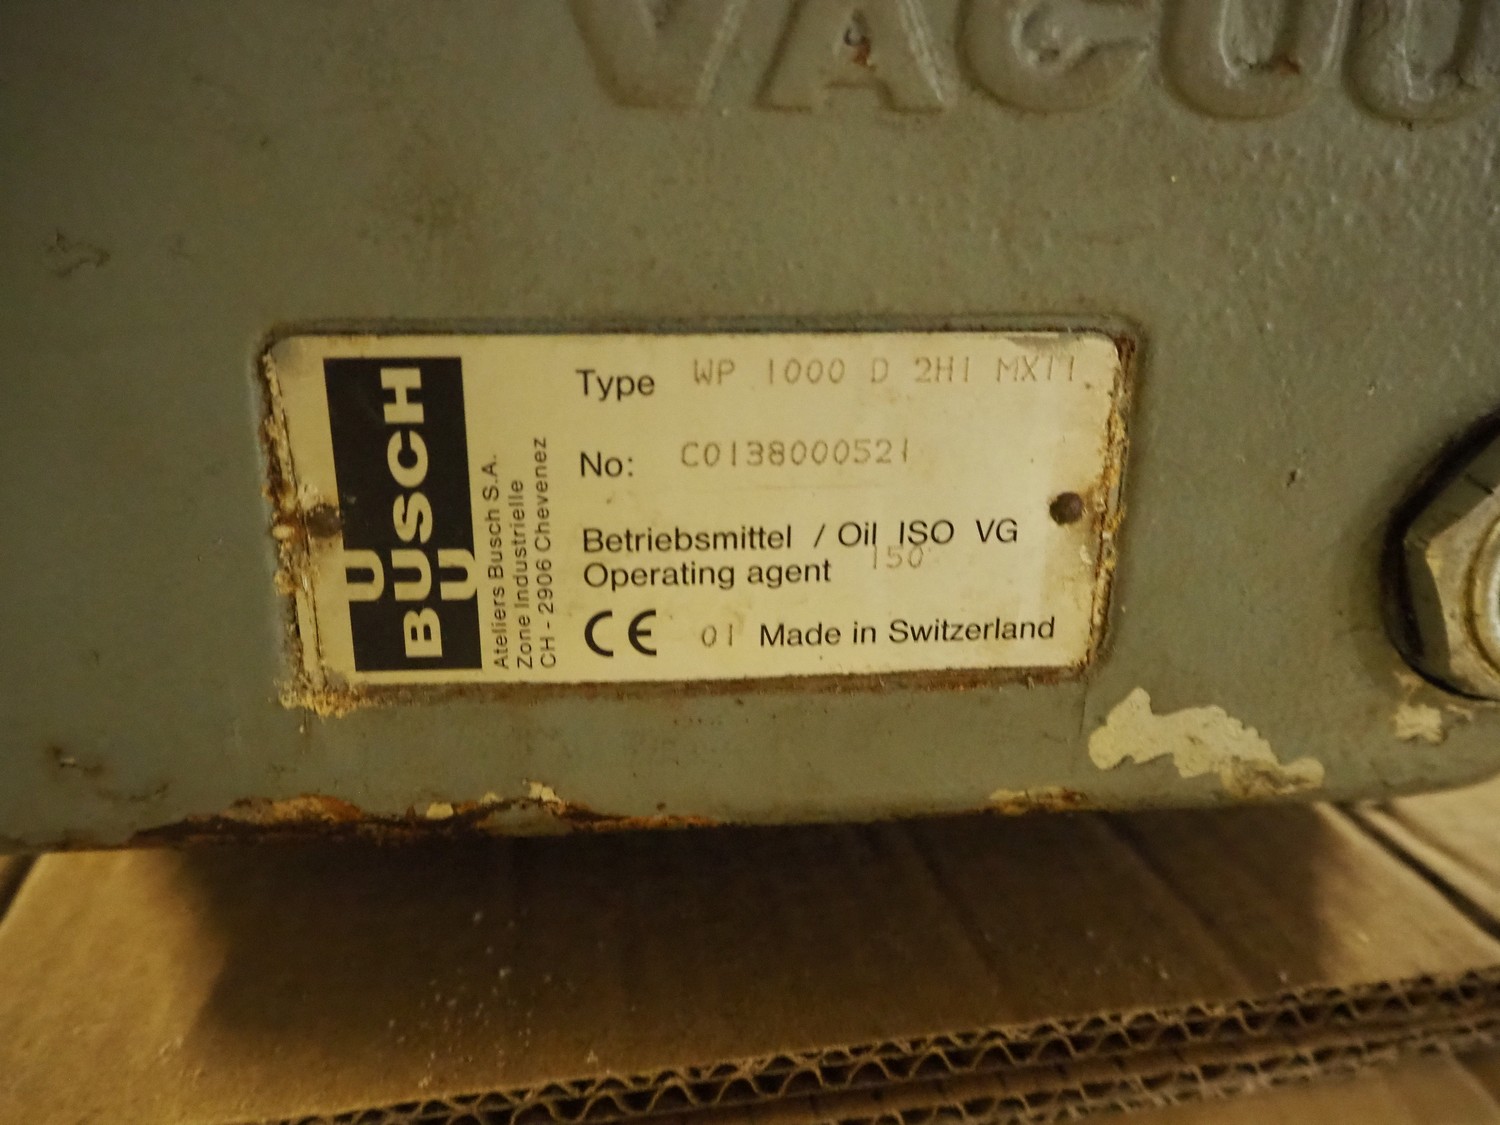 VACUU
BUSCH
Ateliers Busch S.A.
Zone Industrielle
CH - 2906 Chevenez
Type WP 1000 D 2H1 MX11
No: C0138000521
Betriebsmittel / Oil ISO VG
Operating agent 150
CE 01 Made in Switzerland